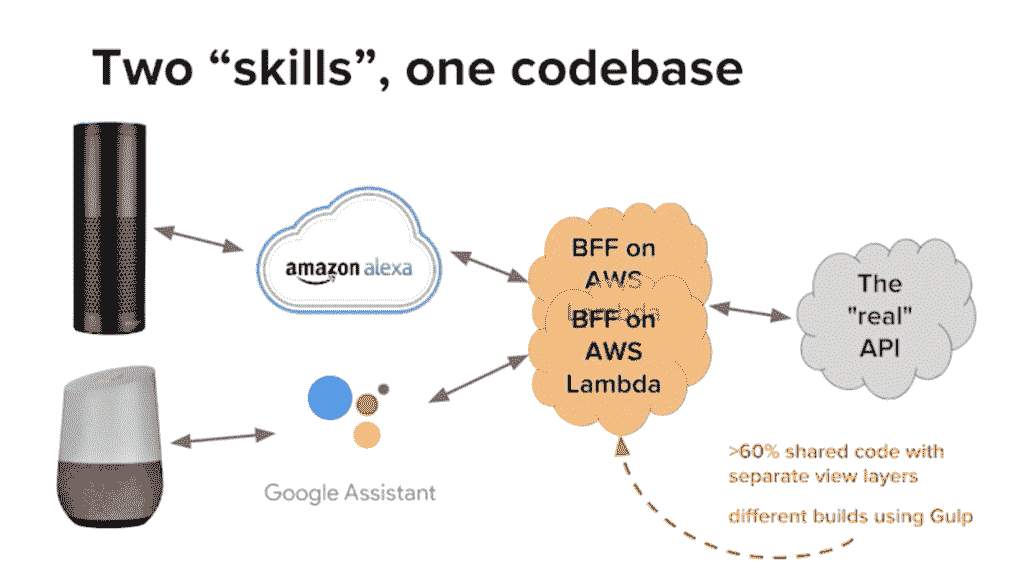 Two “skills”, one codebase
amazon alexa
BFF on
AWS
Lambda
BFF on
AWS
Lambda
The
"real"
API
Google Assistant
>60% shared code with
separate view layers
different builds using Gulp